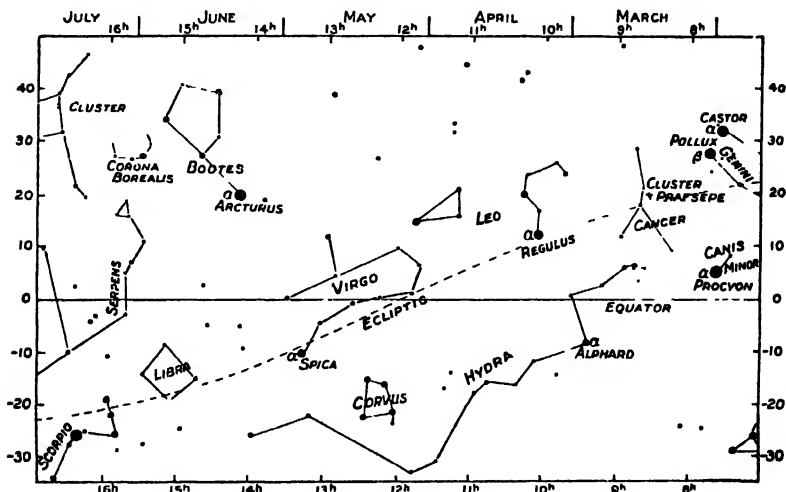 JULY JUNE MAY APRIL MARCH
16h 15h 14h 13h 12h 11h 10h 9h 8h
40 40
CLUSTER
CASTOR
α
30 30
POLLUX
β
GEMINI
CORONA
BOREALIS
BOOTES
CLUSTER
PRAESEPE
20 20
α
ARCTURUS
LEO
CANCER
α
REGULUS
10 10
SERPENS
VIRGO
CANIS
MINOR
α
PROCYON
0 0
ECLIPTIC
EQUATOR
-10 -10
α
SPICA
α
ALPHARD
LIBRA
HYDRA
CORVUS
-20 -20
SCORPIO
-30 -30
16h 15h 14h 13h 12h 11h 10h 9h 8h